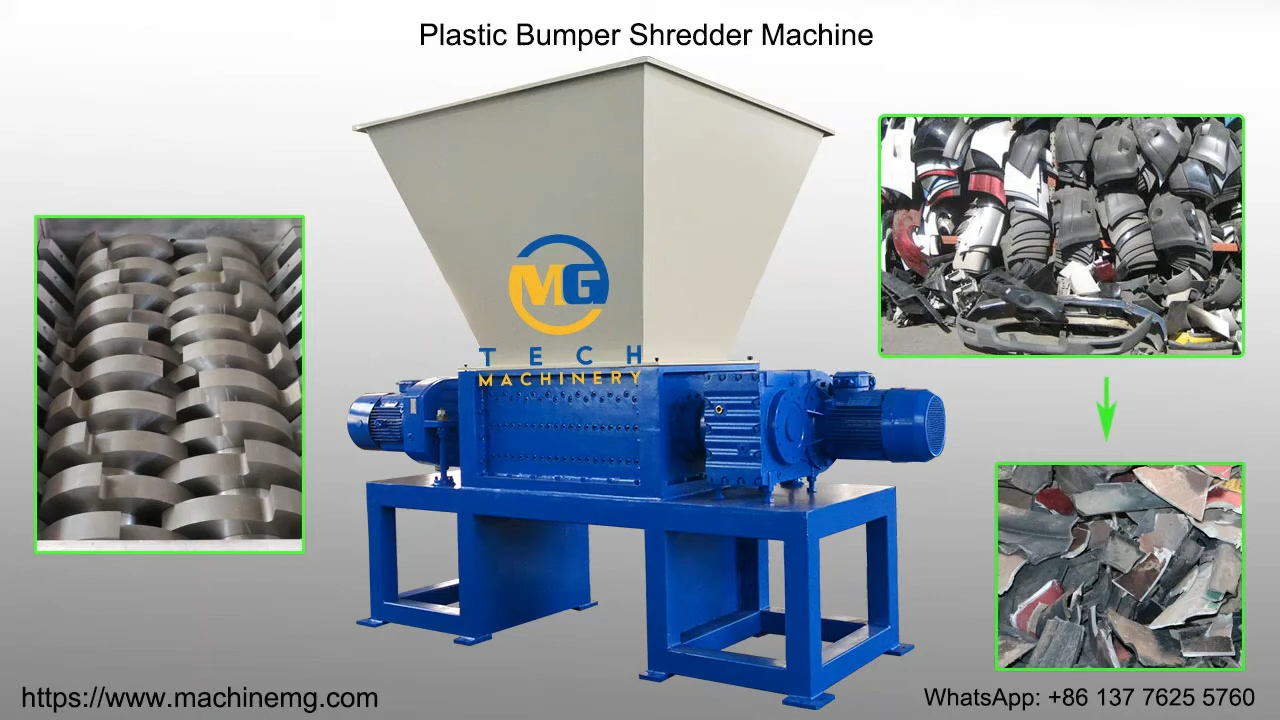 Plastic Bumper Shredder Machine
MG
TECH
MACHINERY
https://www.machinemg.com
WhatsApp: +86 137 7625 5760